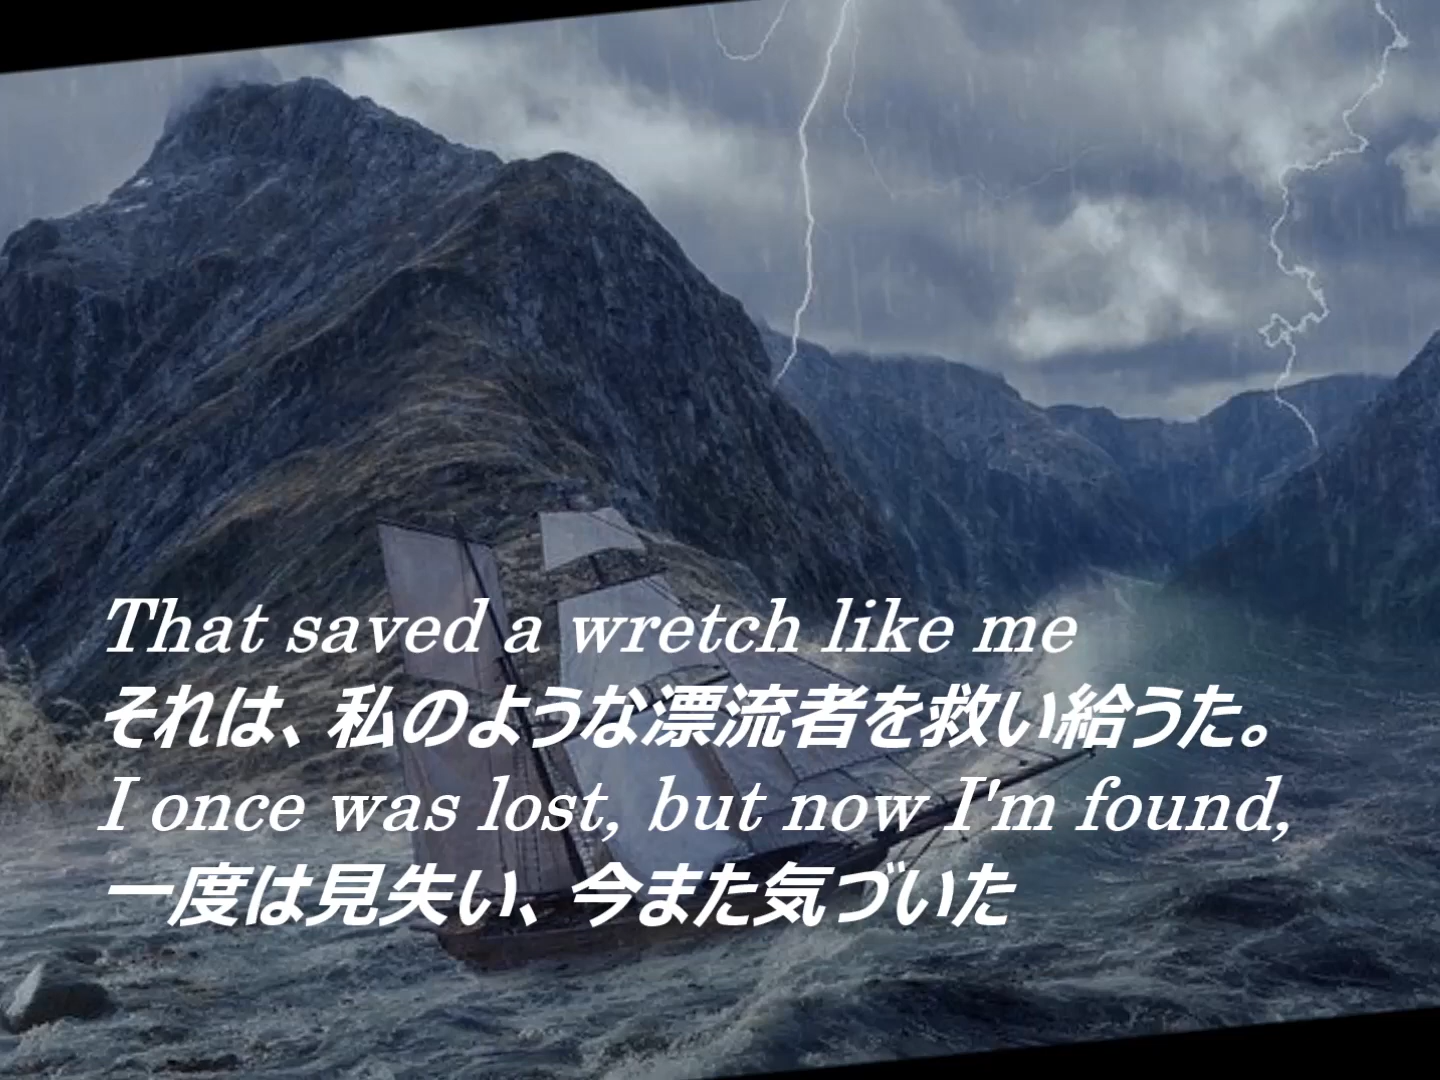 That saved a wretch like me
それは、私のような漂流者を救い給うた。
I once was lost, but now I'm found,
一度は見失い、今また気づいた